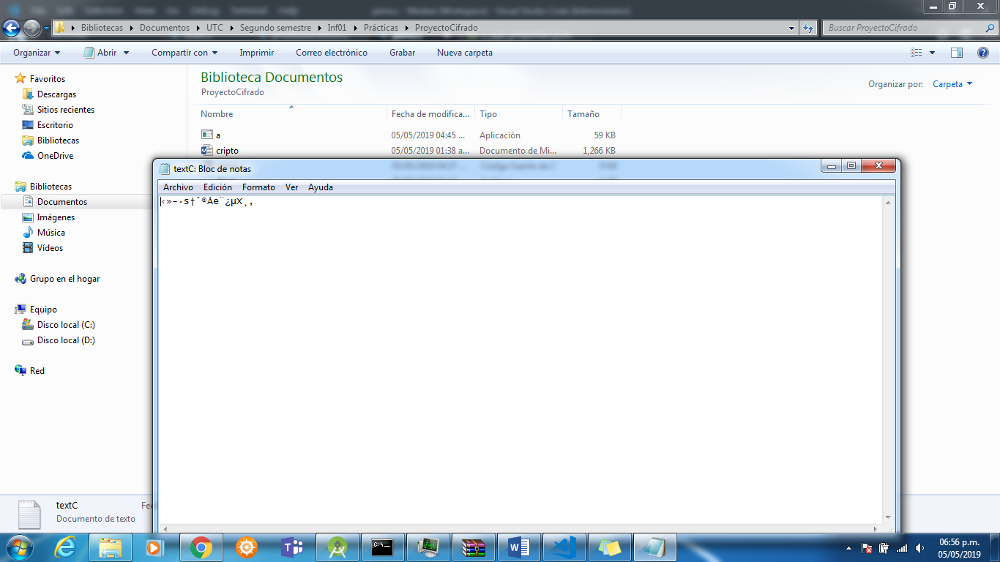 Bibliotecas Documentos UTC Segundo semestre Inf01 Prácticas ProyectoCifrado Buscar ProyectoCifrado
Organizar Abrir Compartir con Imprimir Correo electrónico Grabar Nueva carpeta
Favoritos
Descargas
Sitios recientes
Escritorio
Bibliotecas
OneDrive
Bibliotecas
Documentos
Imágenes
Música
Vídeos
Grupo en el hogar
Equipo
Disco local (C:)
Disco local (D:)
Red
Biblioteca Documentos
ProyectoCifrado
Organizar por: Carpeta
Nombre Fecha de modifica... Tipo Tamaño
a 05/05/2019 04:45 ... Aplicación 59 KB
cripto 05/05/2019 01:38 a... Documento de Mi... 1,266 KB
textC: Bloc de notas
Archivo Edición Formato Ver Ayuda
‹»–·s†`®Áe¨¿µX¸,
textC
Documento de texto
06:56 p.m.
05/05/2019